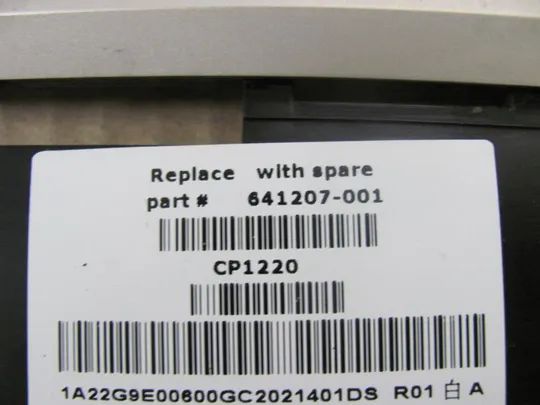 Replace with spare
part # 641207-001
CP1220
1A22G9E00600GC2021401DS R01 白 A